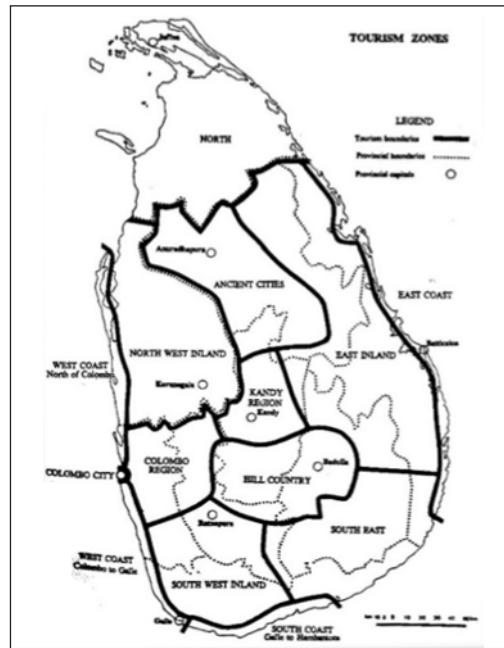 TOURISM ZONES
Jaffna
LEGEND
Tourism boundaries
Provincial boundaries
Provincial capitals
NORTH
Anuradhapura
ANCIENT CITIES
EAST COAST
NORTH WEST INLAND
EAST INLAND
Batticaloa
WEST COAST
North of Colombo
Kurunegala
KANDY
REGION
Kandy
COLOMBO
REGION
Badulla
COLOMBO CITY
HILL COUNTRY
Ratnapura
SOUTH EAST
WEST COAST
Colombo to Galle
SOUTH WEST INLAND
Galle
SOUTH COAST
Galle to Hambantota